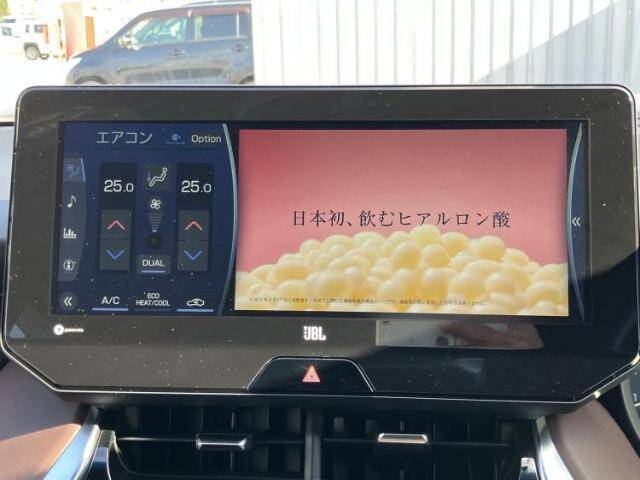 エアコン Option
25.0 25.0
DUAL
A/C
ECO
HEAT/COOL
日本初、飲むヒアルロン酸
JBL